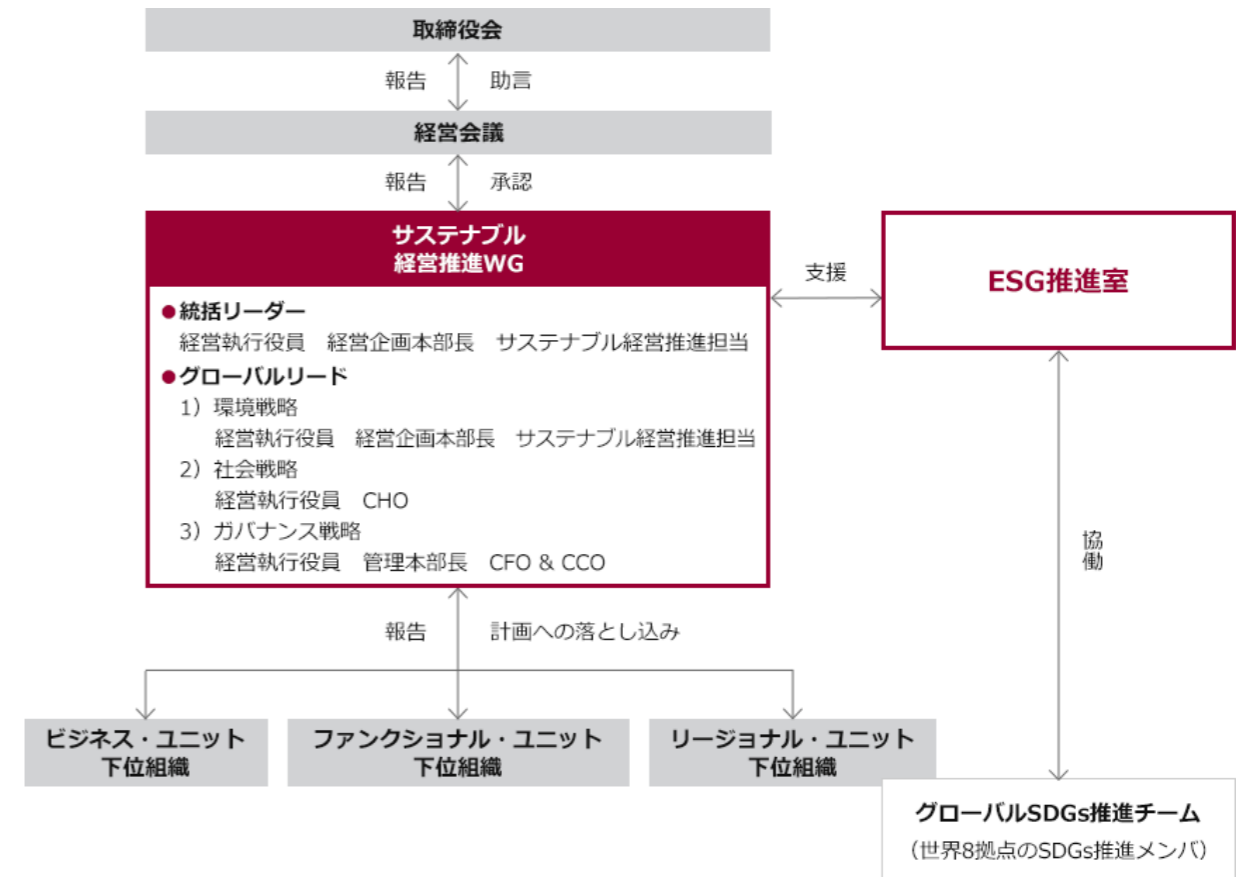 取締役会
報告 助言
経営会議
報告 承認
サステナブル
経営推進WG
●統括リーダー
経営執行役員 経営企画本部長 サステナブル経営推進担当
●グローバルリード
1）環境戦略
経営執行役員 経営企画本部長 サステナブル経営推進担当
2）社会戦略
経営執行役員 CHO
3）ガバナンス戦略
経営執行役員 管理本部長 CFO & CCO
支援
ESG推進室
協働
報告 計画への落とし込み
ビジネス・ユニット
下位組織
ファンクショナル・ユニット
下位組織
リージョナル・ユニット
下位組織
グローバルSDGs推進チーム
（世界8拠点のSDGs推進メンバ）